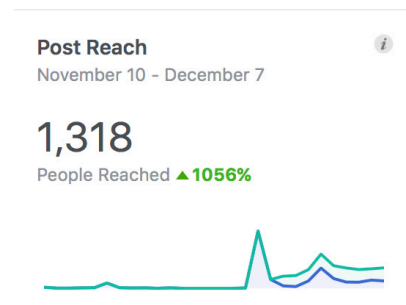 Post Reach
i
November 10 - December 7
1,318
People Reached ▲1056%